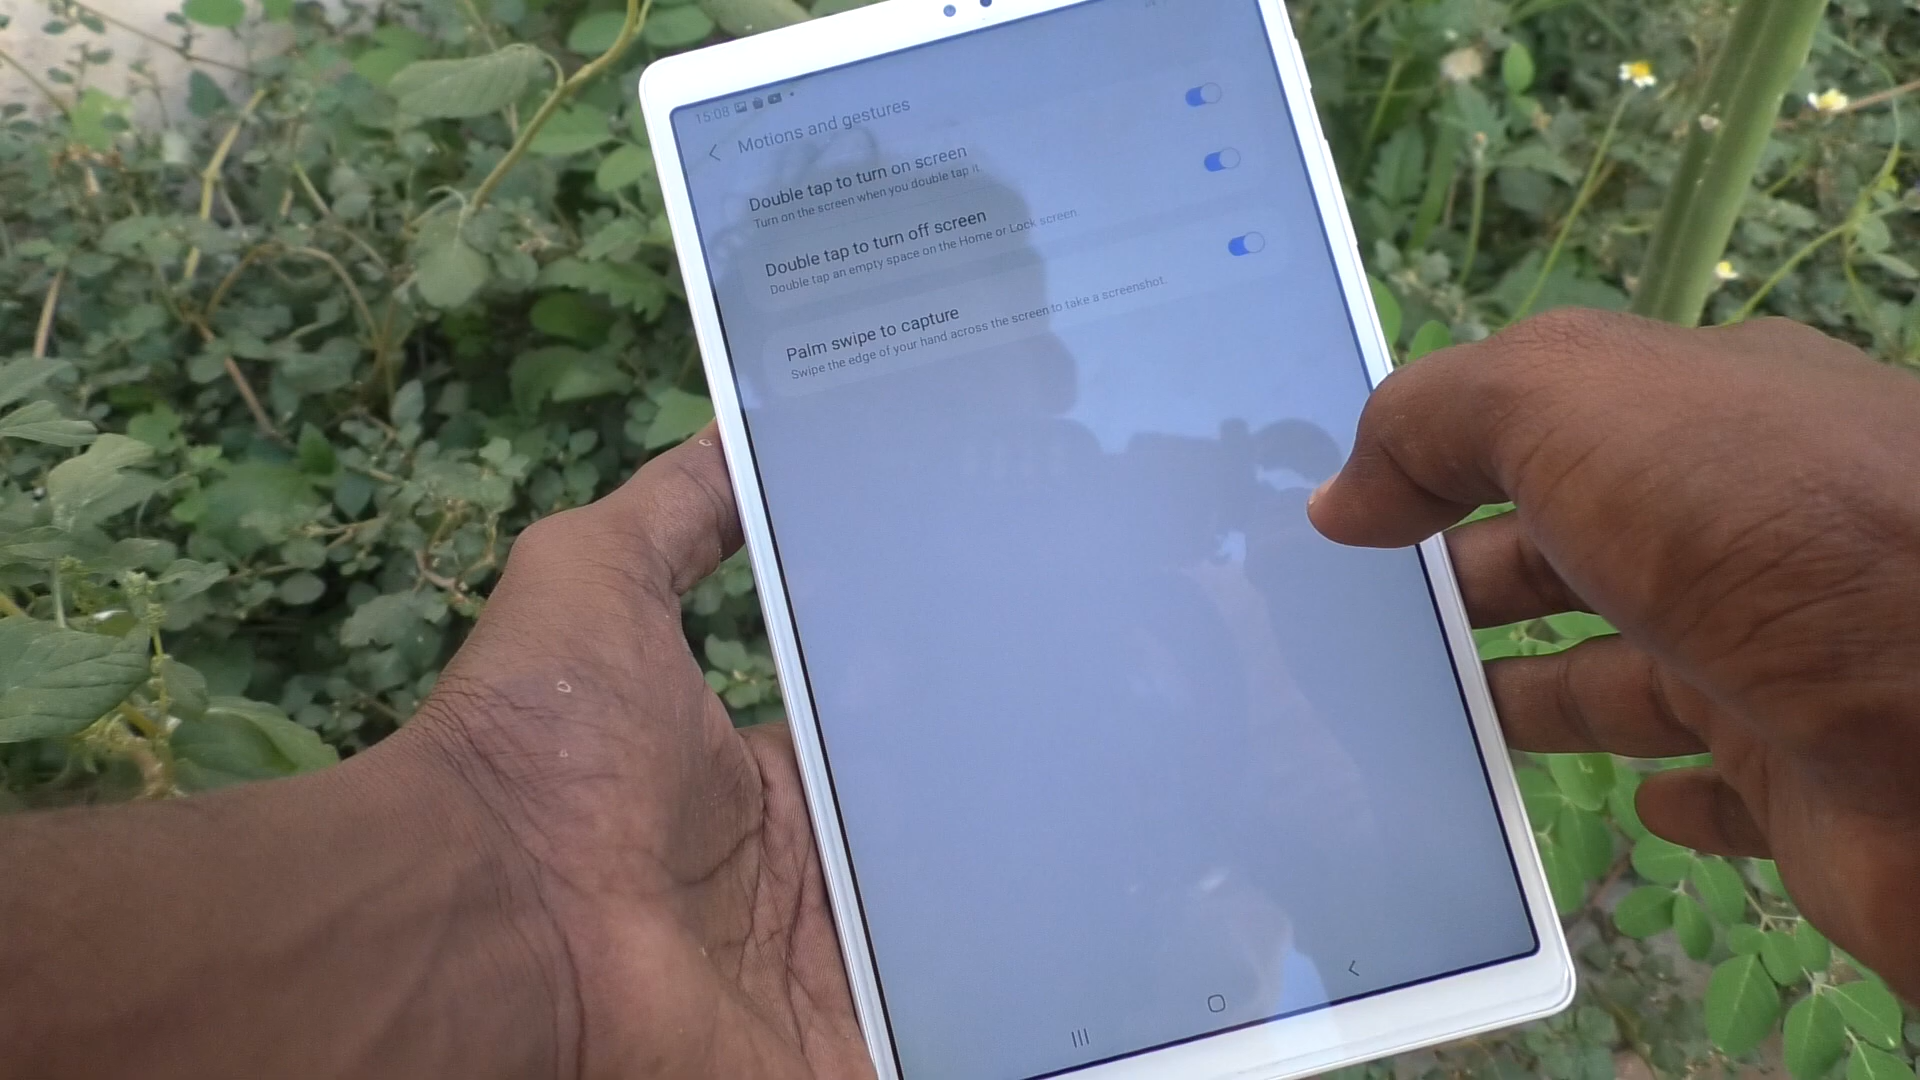 15:08
Motions and gestures
Double tap to turn on screen
Turn on the screen when you double tap it.
Double tap to turn off screen
Double tap an empty space on the Home or Lock screen.
Palm swipe to capture
Swipe the edge of your hand across the screen to take a screenshot.